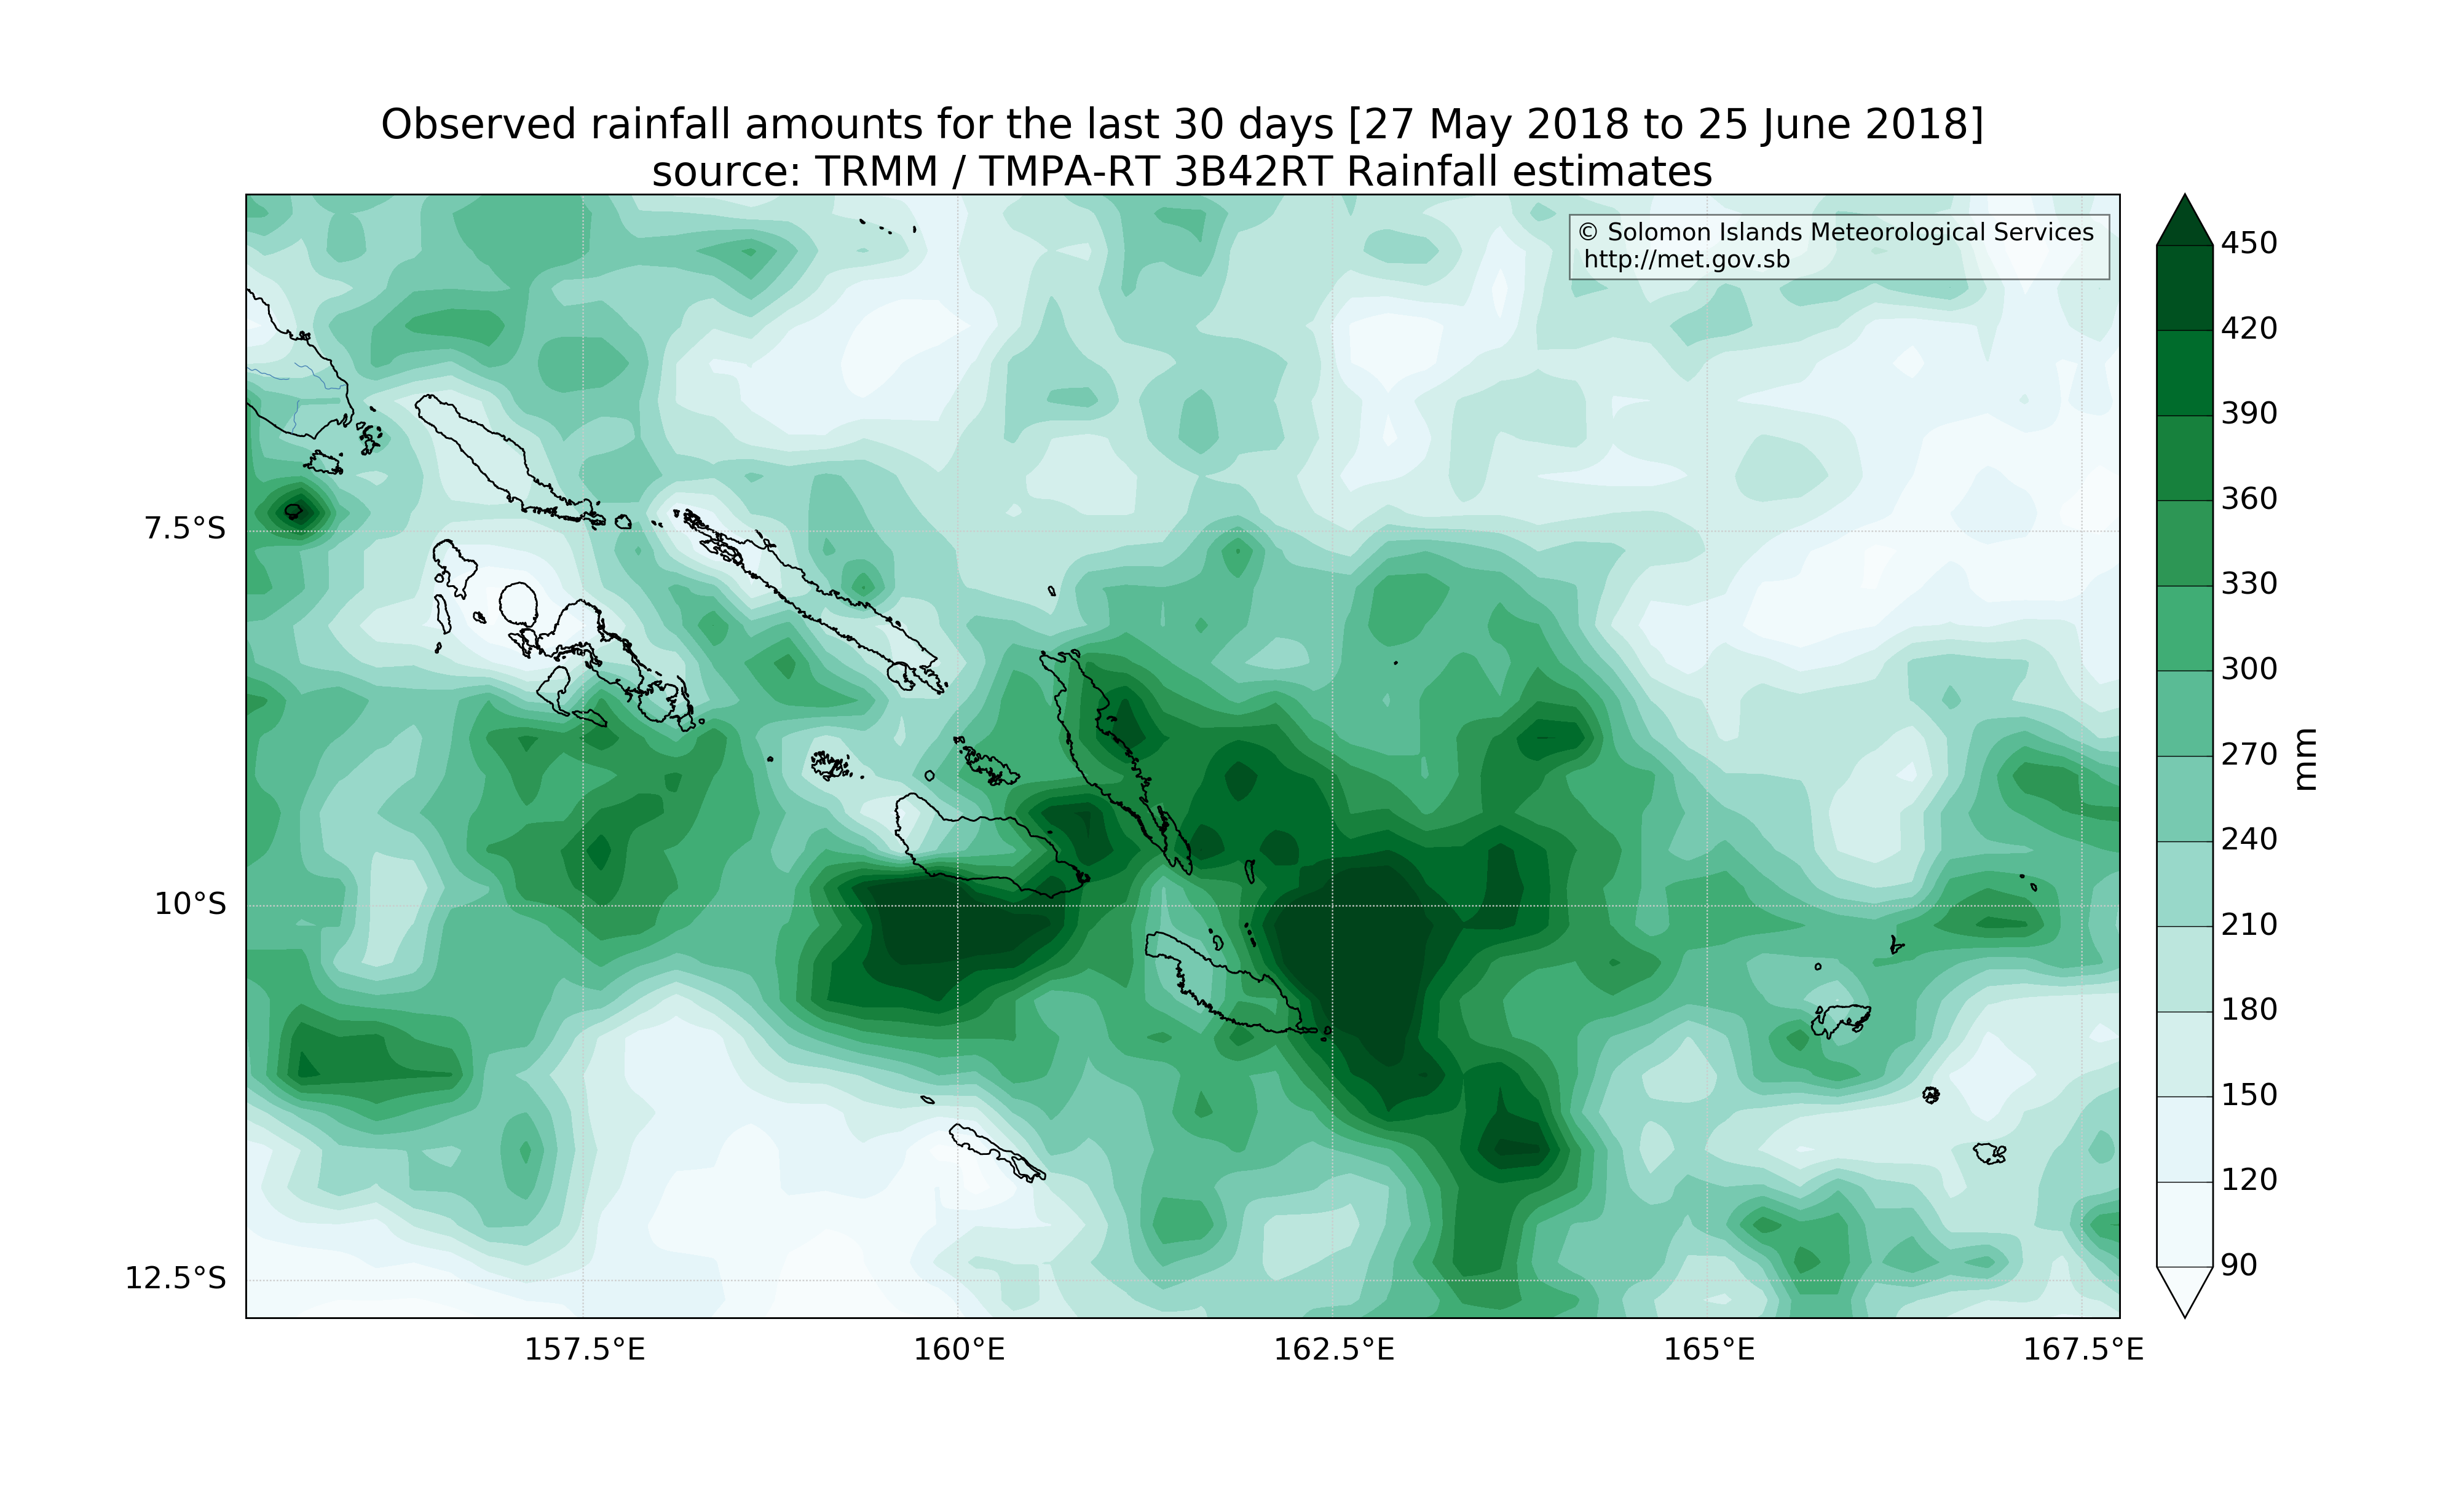 Observed rainfall amounts for the last 30 days [27 May 2018 to 25 June 2018]
source: TRMM / TMPA-RT 3B42RT Rainfall estimates
© Solomon Islands Meteorological Services
http://met.gov.sb
7.5°S
10°S
12.5°S
157.5°E
160°E
162.5°E
165°E
167.5°E
450
420
390
360
330
300
270
240
210
180
150
120
90
mm